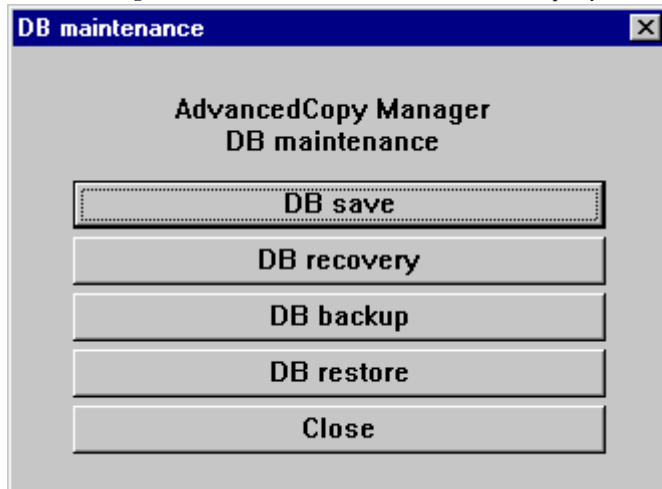 DB maintenance
AdvancedCopy Manager
DB maintenance
DB save
DB recovery
DB backup
DB restore
Close